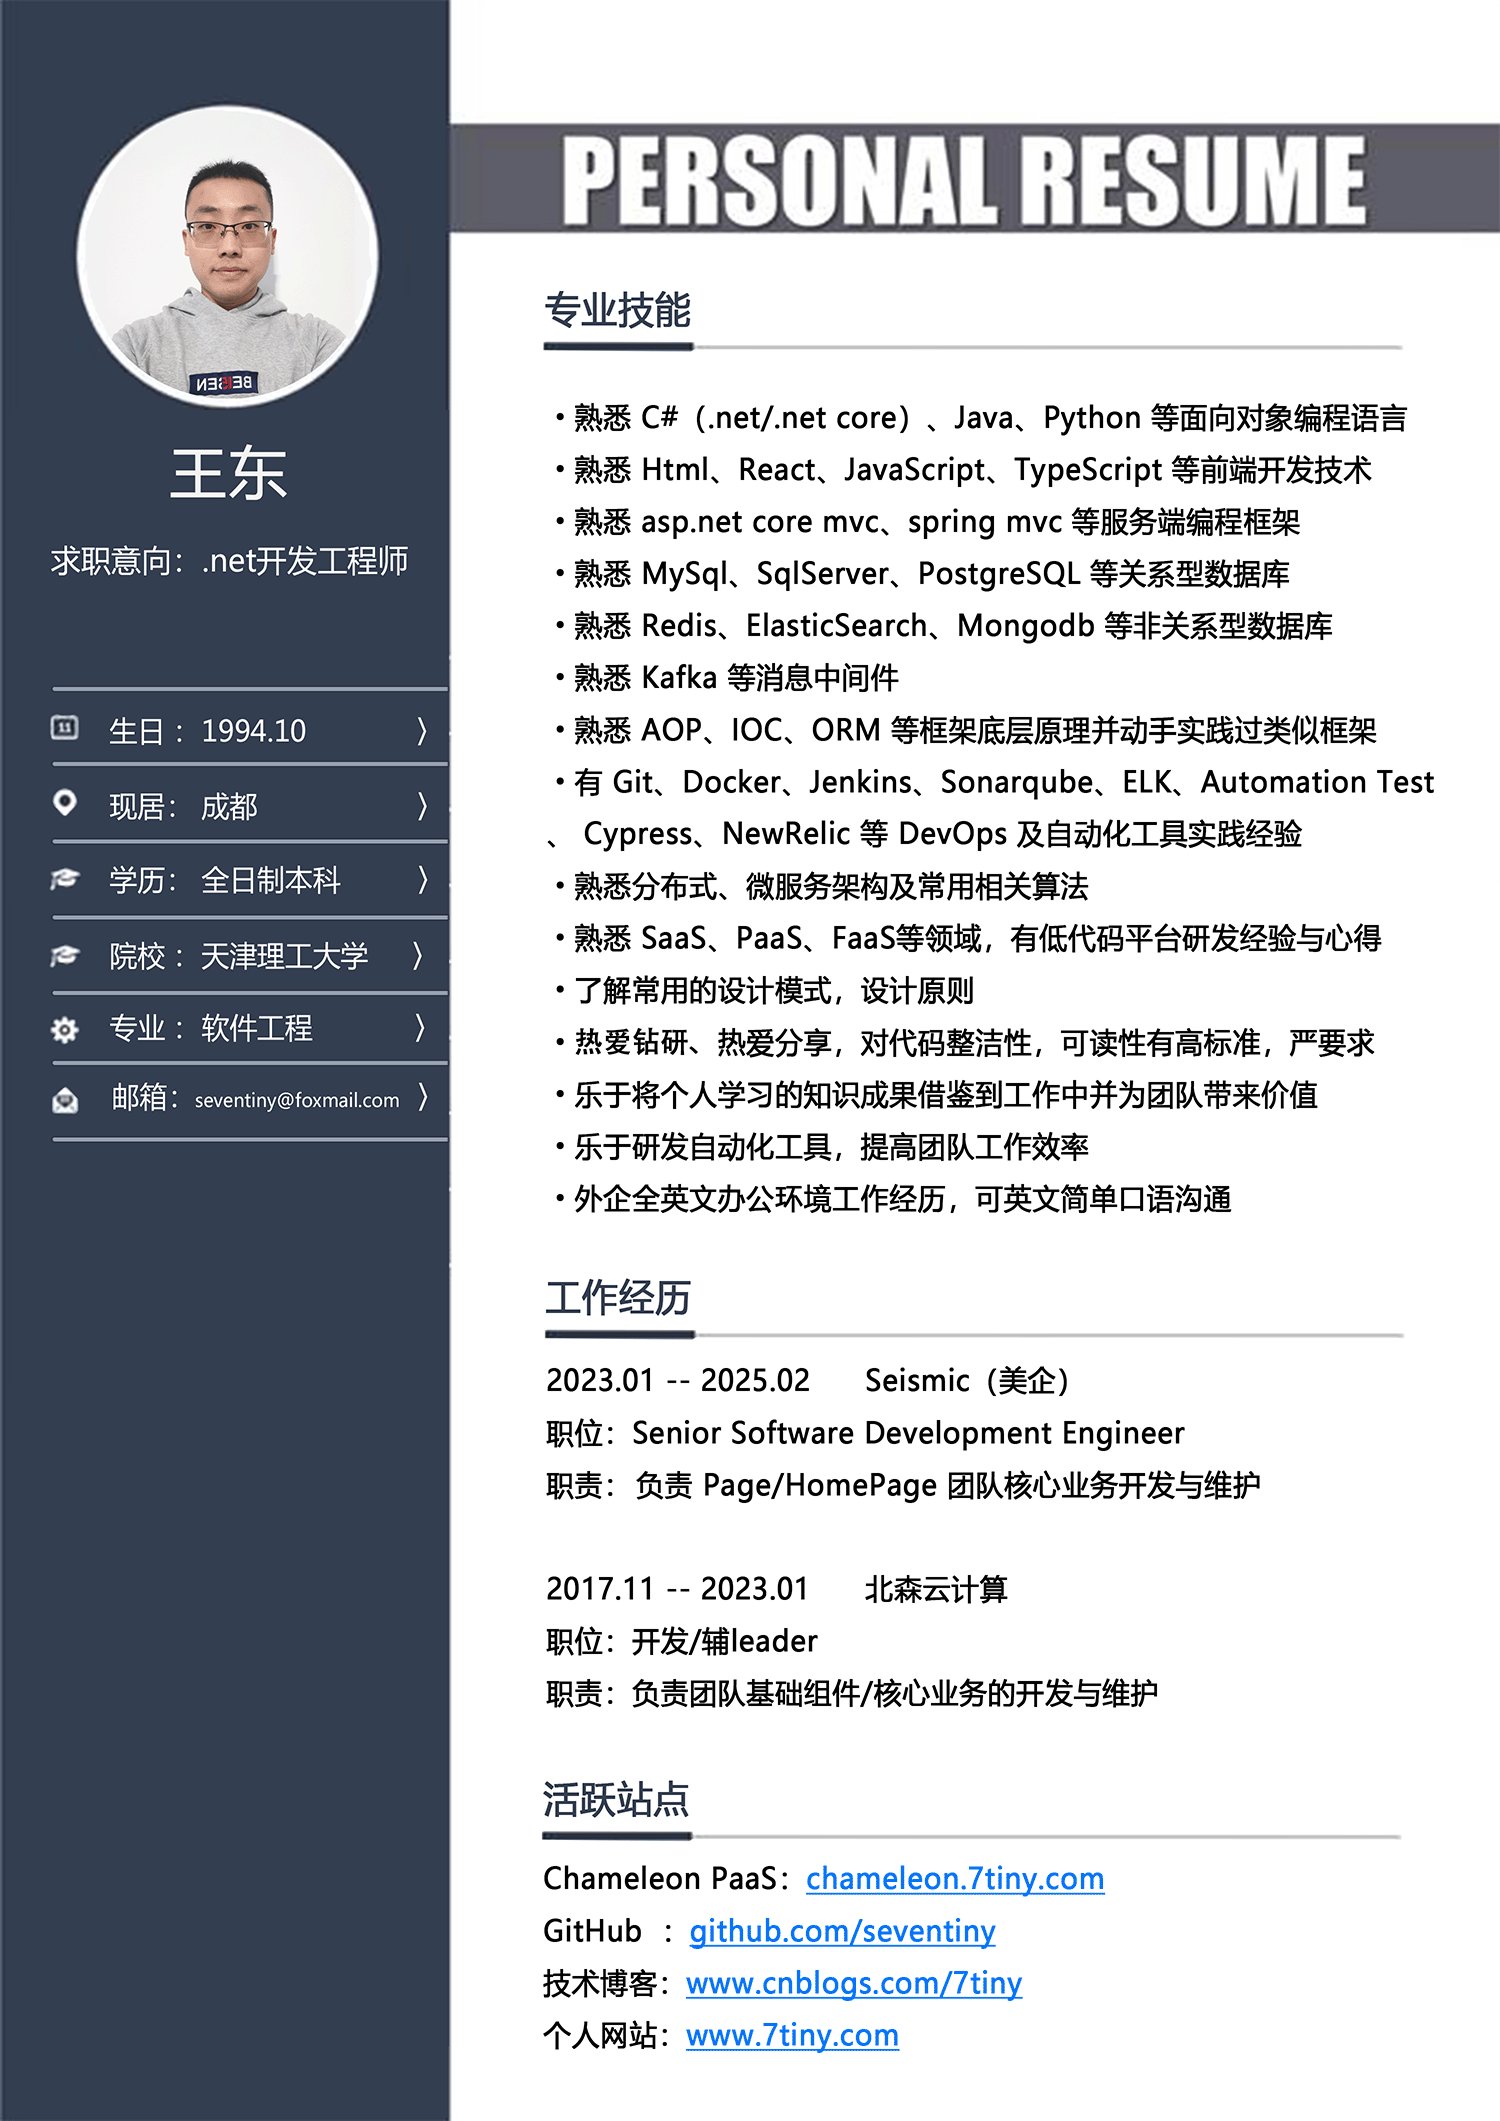 BEISEN
王东
求职意向：.net开发工程师
11
生日： 1994.10 〉
现居： 成都 〉
学历： 全日制本科 〉
院校： 天津理工大学 〉
专业： 软件工程 〉
邮箱： seventiny@foxmail.com 〉
PERSONAL RESUME
专业技能
・熟悉 C#（.net/.net core）、Java、Python 等面向对象编程语言
・熟悉 Html、React、JavaScript、TypeScript 等前端开发技术
・熟悉 asp.net core mvc、spring mvc 等服务端编程框架
・熟悉 MySql、SqlServer、PostgreSQL 等关系型数据库
・熟悉 Redis、ElasticSearch、Mongodb 等非关系型数据库
・熟悉 Kafka 等消息中间件
・熟悉 AOP、IOC、ORM 等框架底层原理并动手实践过类似框架
・有 Git、Docker、Jenkins、Sonarqube、ELK、Automation Test
、 Cypress、NewRelic 等 DevOps 及自动化工具实践经验
・熟悉分布式、微服务架构及常用相关算法
・熟悉 SaaS、PaaS、FaaS等领域，有低代码平台研发经验与心得
・了解常用的设计模式，设计原则
・热爱钻研、热爱分享，对代码整洁性，可读性有高标准，严要求
・乐于将个人学习的知识成果借鉴到工作中并为团队带来价值
・乐于研发自动化工具，提高团队工作效率
・外企全英文办公环境工作经历，可英文简单口语沟通
工作经历
2023.01 -- 2025.02 Seismic（美企）
职位：Senior Software Development Engineer
职责： 负责 Page/HomePage 团队核心业务开发与维护
2017.11 -- 2023.01 北森云计算
职位：开发/辅leader
职责：负责团队基础组件/核心业务的开发与维护
活跃站点
Chameleon PaaS：chameleon.7tiny.com
GitHub ：github.com/seventiny
技术博客：www.cnblogs.com/7tiny
个人网站：www.7tiny.com